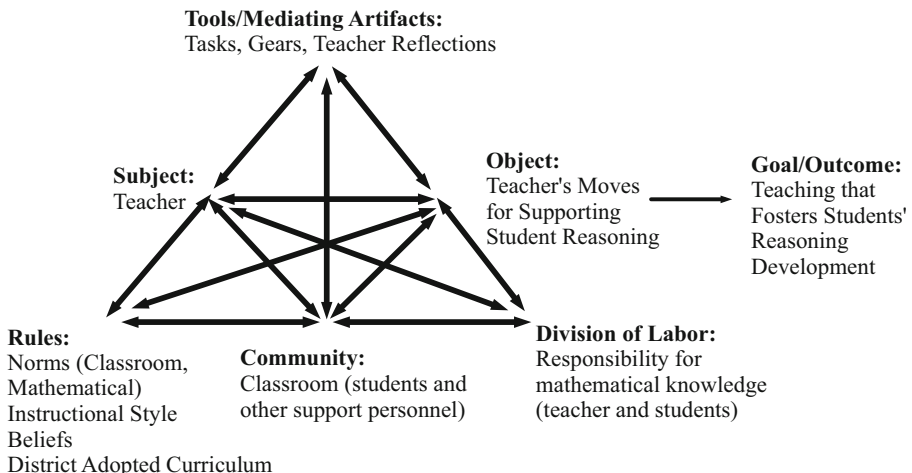 Tools/Mediating Artifacts:
Tasks, Gears, Teacher Reflections
Subject:
Teacher
Object:
Teacher's Moves
for Supporting
Student Reasoning
Goal/Outcome:
Teaching that
Fosters Students'
Reasoning
Development
Rules:
Norms (Classroom,
Mathematical)
Instructional Style
Beliefs
District Adopted Curriculum
Community:
Classroom (students and
other support personnel)
Division of Labor:
Responsibility for
mathematical knowledge
(teacher and students)